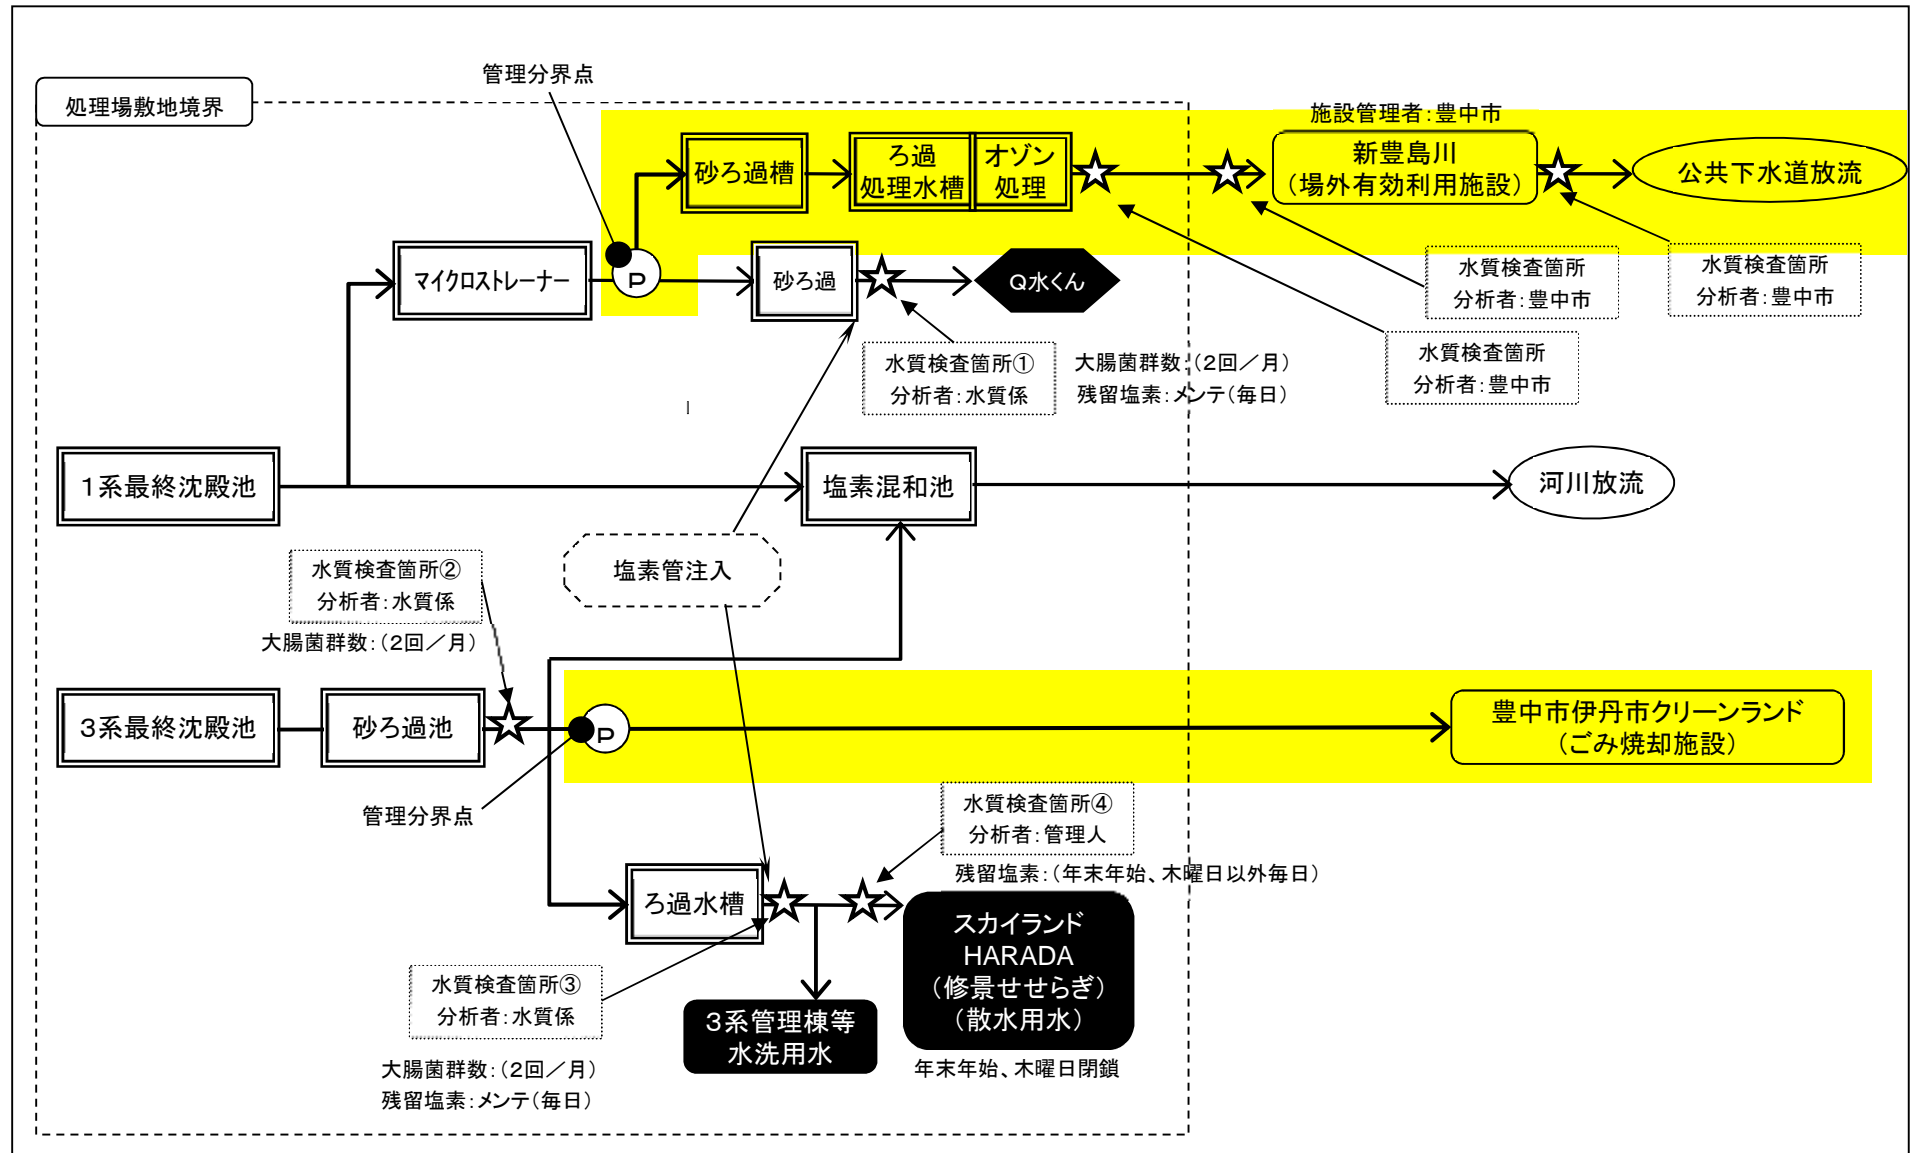 管理分界点
処理場敷地境界
施設管理者：豊中市
砂ろ過槽
ろ過
処理水槽
オゾン
処理
新豊島川
（場外有効利用施設）
公共下水道放流
マイクロストレーナー
P
砂ろ過
Q水くん
水質検査箇所
分析者：豊中市
水質検査箇所
分析者：豊中市
水質検査箇所
分析者：豊中市
水質検査箇所①
分析者：水質係
大腸菌群数：（２回／月）
残留塩素：メンテ（毎日）
１系最終沈殿池
塩素混和池
河川放流
水質検査箇所②
分析者：水質係
大腸菌群数：（２回／月）
塩素管注入
３系最終沈殿池
砂ろ過池
P
豊中市伊丹市クリーンランド
（ごみ焼却施設）
管理分界点
水質検査箇所④
分析者：管理人
残留塩素：（年末年始、木曜日以外毎日）
ろ過水槽
スカイランド
HARADA
（修景せせらぎ）
（散水用水）
水質検査箇所③
分析者：水質係
３系管理棟等
水洗用水
年末年始、木曜日閉鎖
大腸菌群数：（２回／月）
残留塩素：メンテ（毎日）